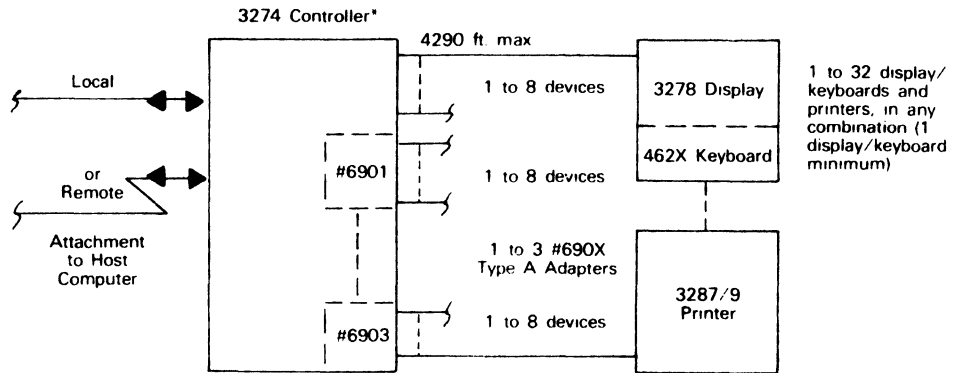 3274 Controller*
4290 ft. max
Local
1 to 8 devices
3278 Display
462X Keyboard
1 to 32 display/
keyboards and
printers, in any
combination (1
display/keyboard
minimum)
or
Remote
#6901
1 to 8 devices
Attachment
to Host
Computer
1 to 3 #690X
Type A Adapters
3287/9
Printer
#6903
1 to 8 devices